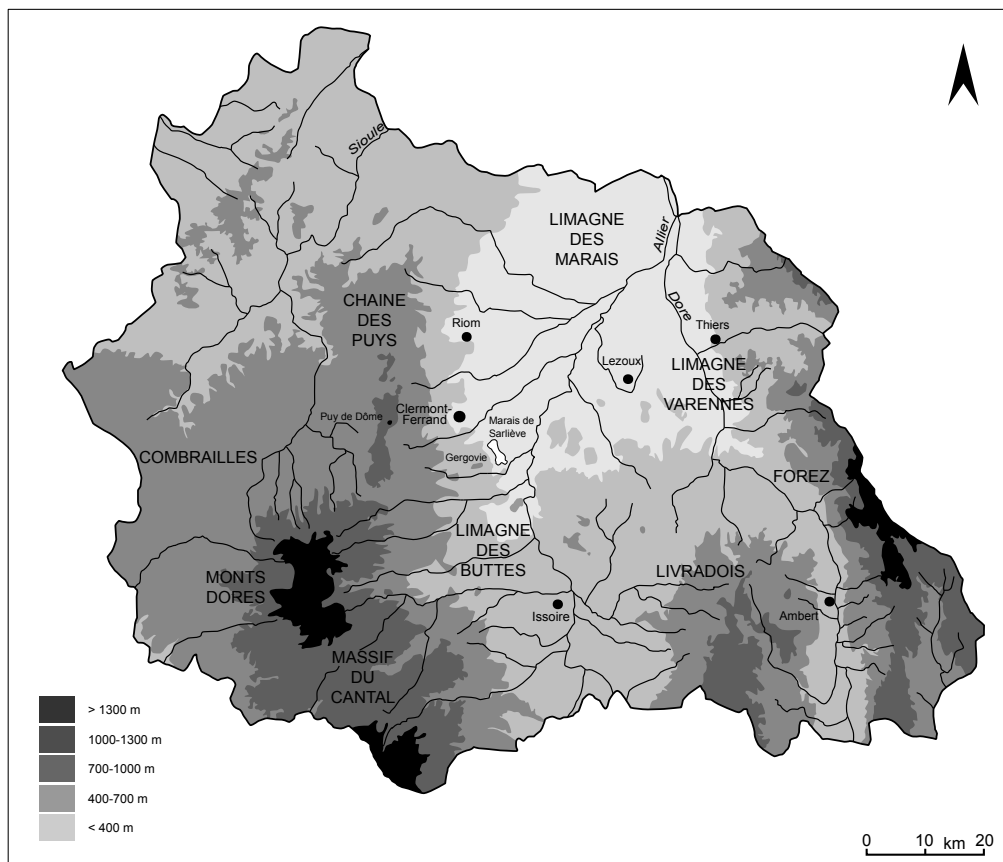 Sioule
LIMAGNE
DES
MARAIS
Allier
CHAINE
DES
PUYS
Riom
Dore
Thiers
Lezoux
LIMAGNE
DES
VARENNES
Puy de Dôme
Clermont-
Ferrand
Marais de
Sarliève
Gergovie
COMBRAILLES
FOREZ
LIMAGNE
DES
BUTTES
MONTS
DORES
LIVRADOIS
Issoire
Ambert
MASSIF
DU
CANTAL
> 1300 m
1000-1300 m
700-1000 m
400-700 m
< 400 m
0 10 km 20